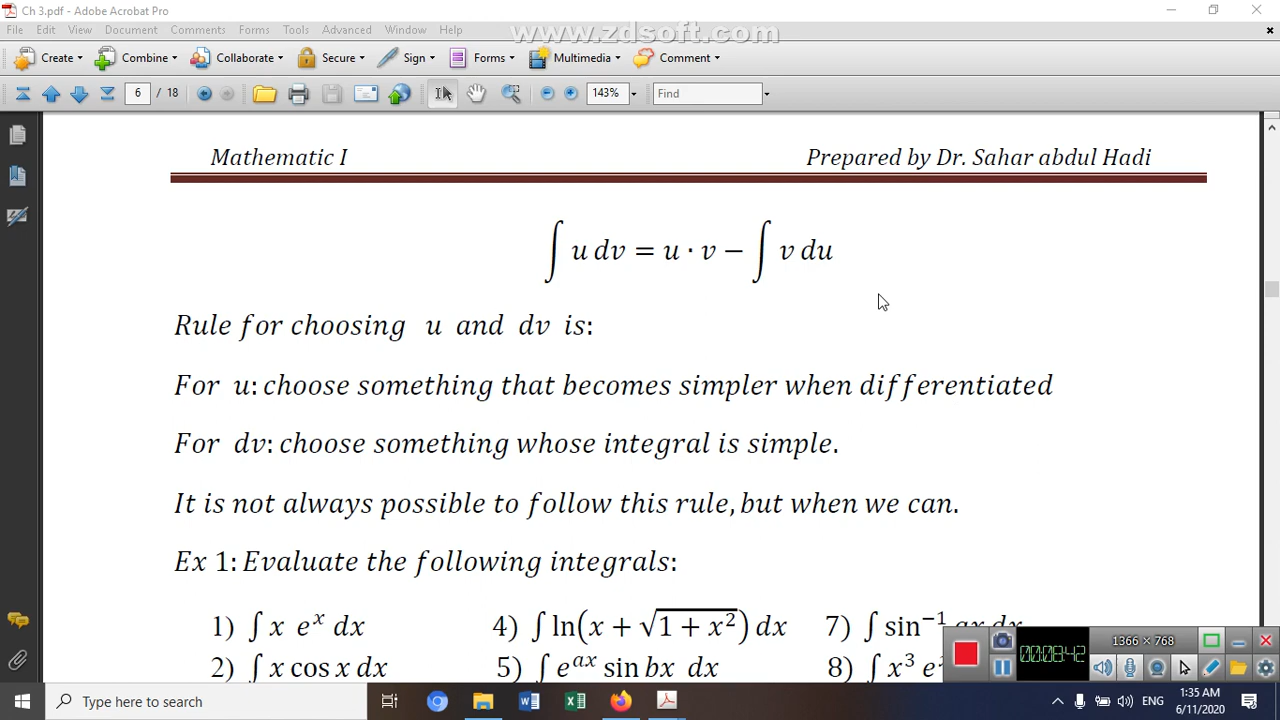 Ch 3.pdf - Adobe Acrobat Pro
File Edit View Document Comments Forms Tools Advanced Window Help
www.zdsoft.com
Create Combine Collaborate Secure Sign Forms Multimedia Comment
6 / 18 143% Find
Mathematic I Prepared by Dr. Sahar abdul Hadi
∫ u dv = u · v − ∫ v du
Rule for choosing u and dv is:
For u: choose something that becomes simpler when differentiated
For dv: choose something whose integral is simple.
It is not always possible to follow this rule, but when we can.
Ex 1: Evaluate the following integrals:
1) ∫ x eˣ dx 4) ∫ ln(x + √1 + x²) dx 7) ∫ sin⁻¹ ax dx
2) ∫ x cos x dx 5) ∫ eᵃˣ sin bx dx 8) ∫ x³ e
00:08:42 1366 × 768
Type here to search
ENG 1:35 AM
6/11/2020